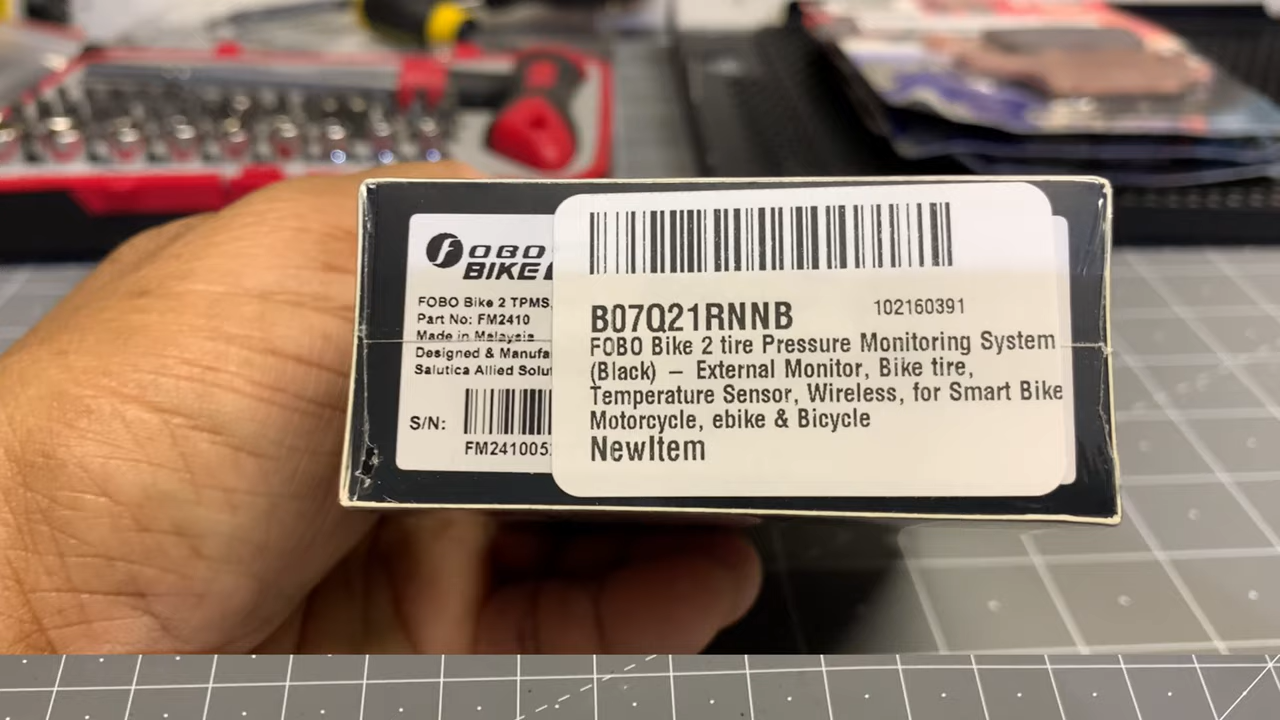 FOBO
BIKE
FOBO Bike 2 TPMS,
Part No: FM2410
Made in Malaysia
Designed & Manufa
Salutica Allied Solut
S/N:
FM241005
B07Q21RNNB
102160391
FOBO Bike 2 tire Pressure Monitoring System
(Black) – External Monitor, Bike tire,
Temperature Sensor, Wireless, for Smart Bike
Motorcycle, ebike & Bicycle
NewItem